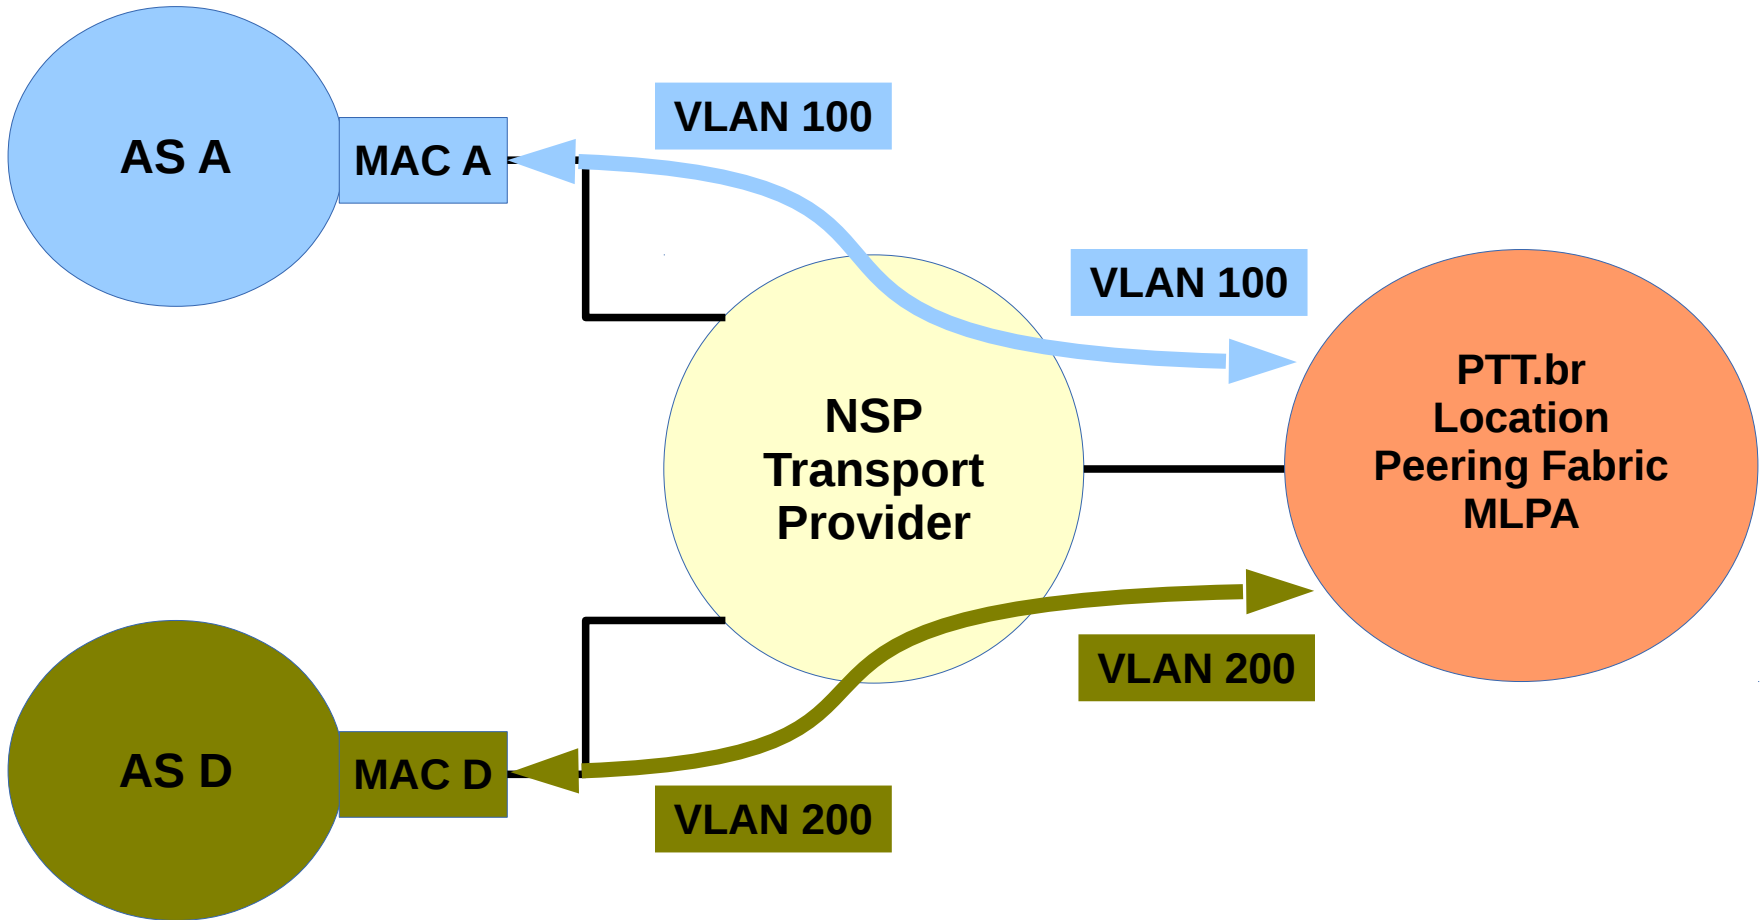 VLAN 100
AS A
MAC A
VLAN 100
NSP
Transport
Provider
PTT.br
Location
Peering Fabric
MLPA
VLAN 200
AS D
MAC D
VLAN 200